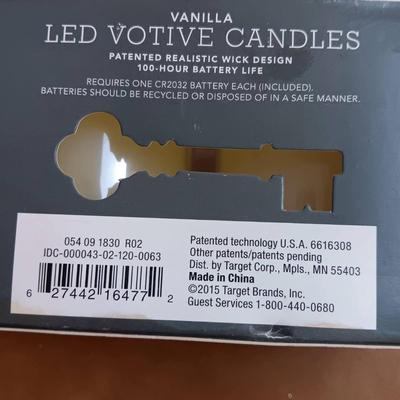 VANILLA
LED VOTIVE CANDLES
PATENTED REALISTIC WICK DESIGN
100-HOUR BATTERY LIFE
REQUIRES ONE CR2032 BATTERY EACH (INCLUDED).
BATTERIES SHOULD BE RECYCLED OR DISPOSED OF IN A SAFE MANNER.
054 09 1830 R02
IDC-000043-02-120-0063
6 27442 16477 2
Patented technology U.S.A. 6616308
Other patents/patents pending
Dist. by Target Corp., Mpls., MN 55403
Made in China
©2015 Target Brands, Inc.
Guest Services 1-800-440-0680